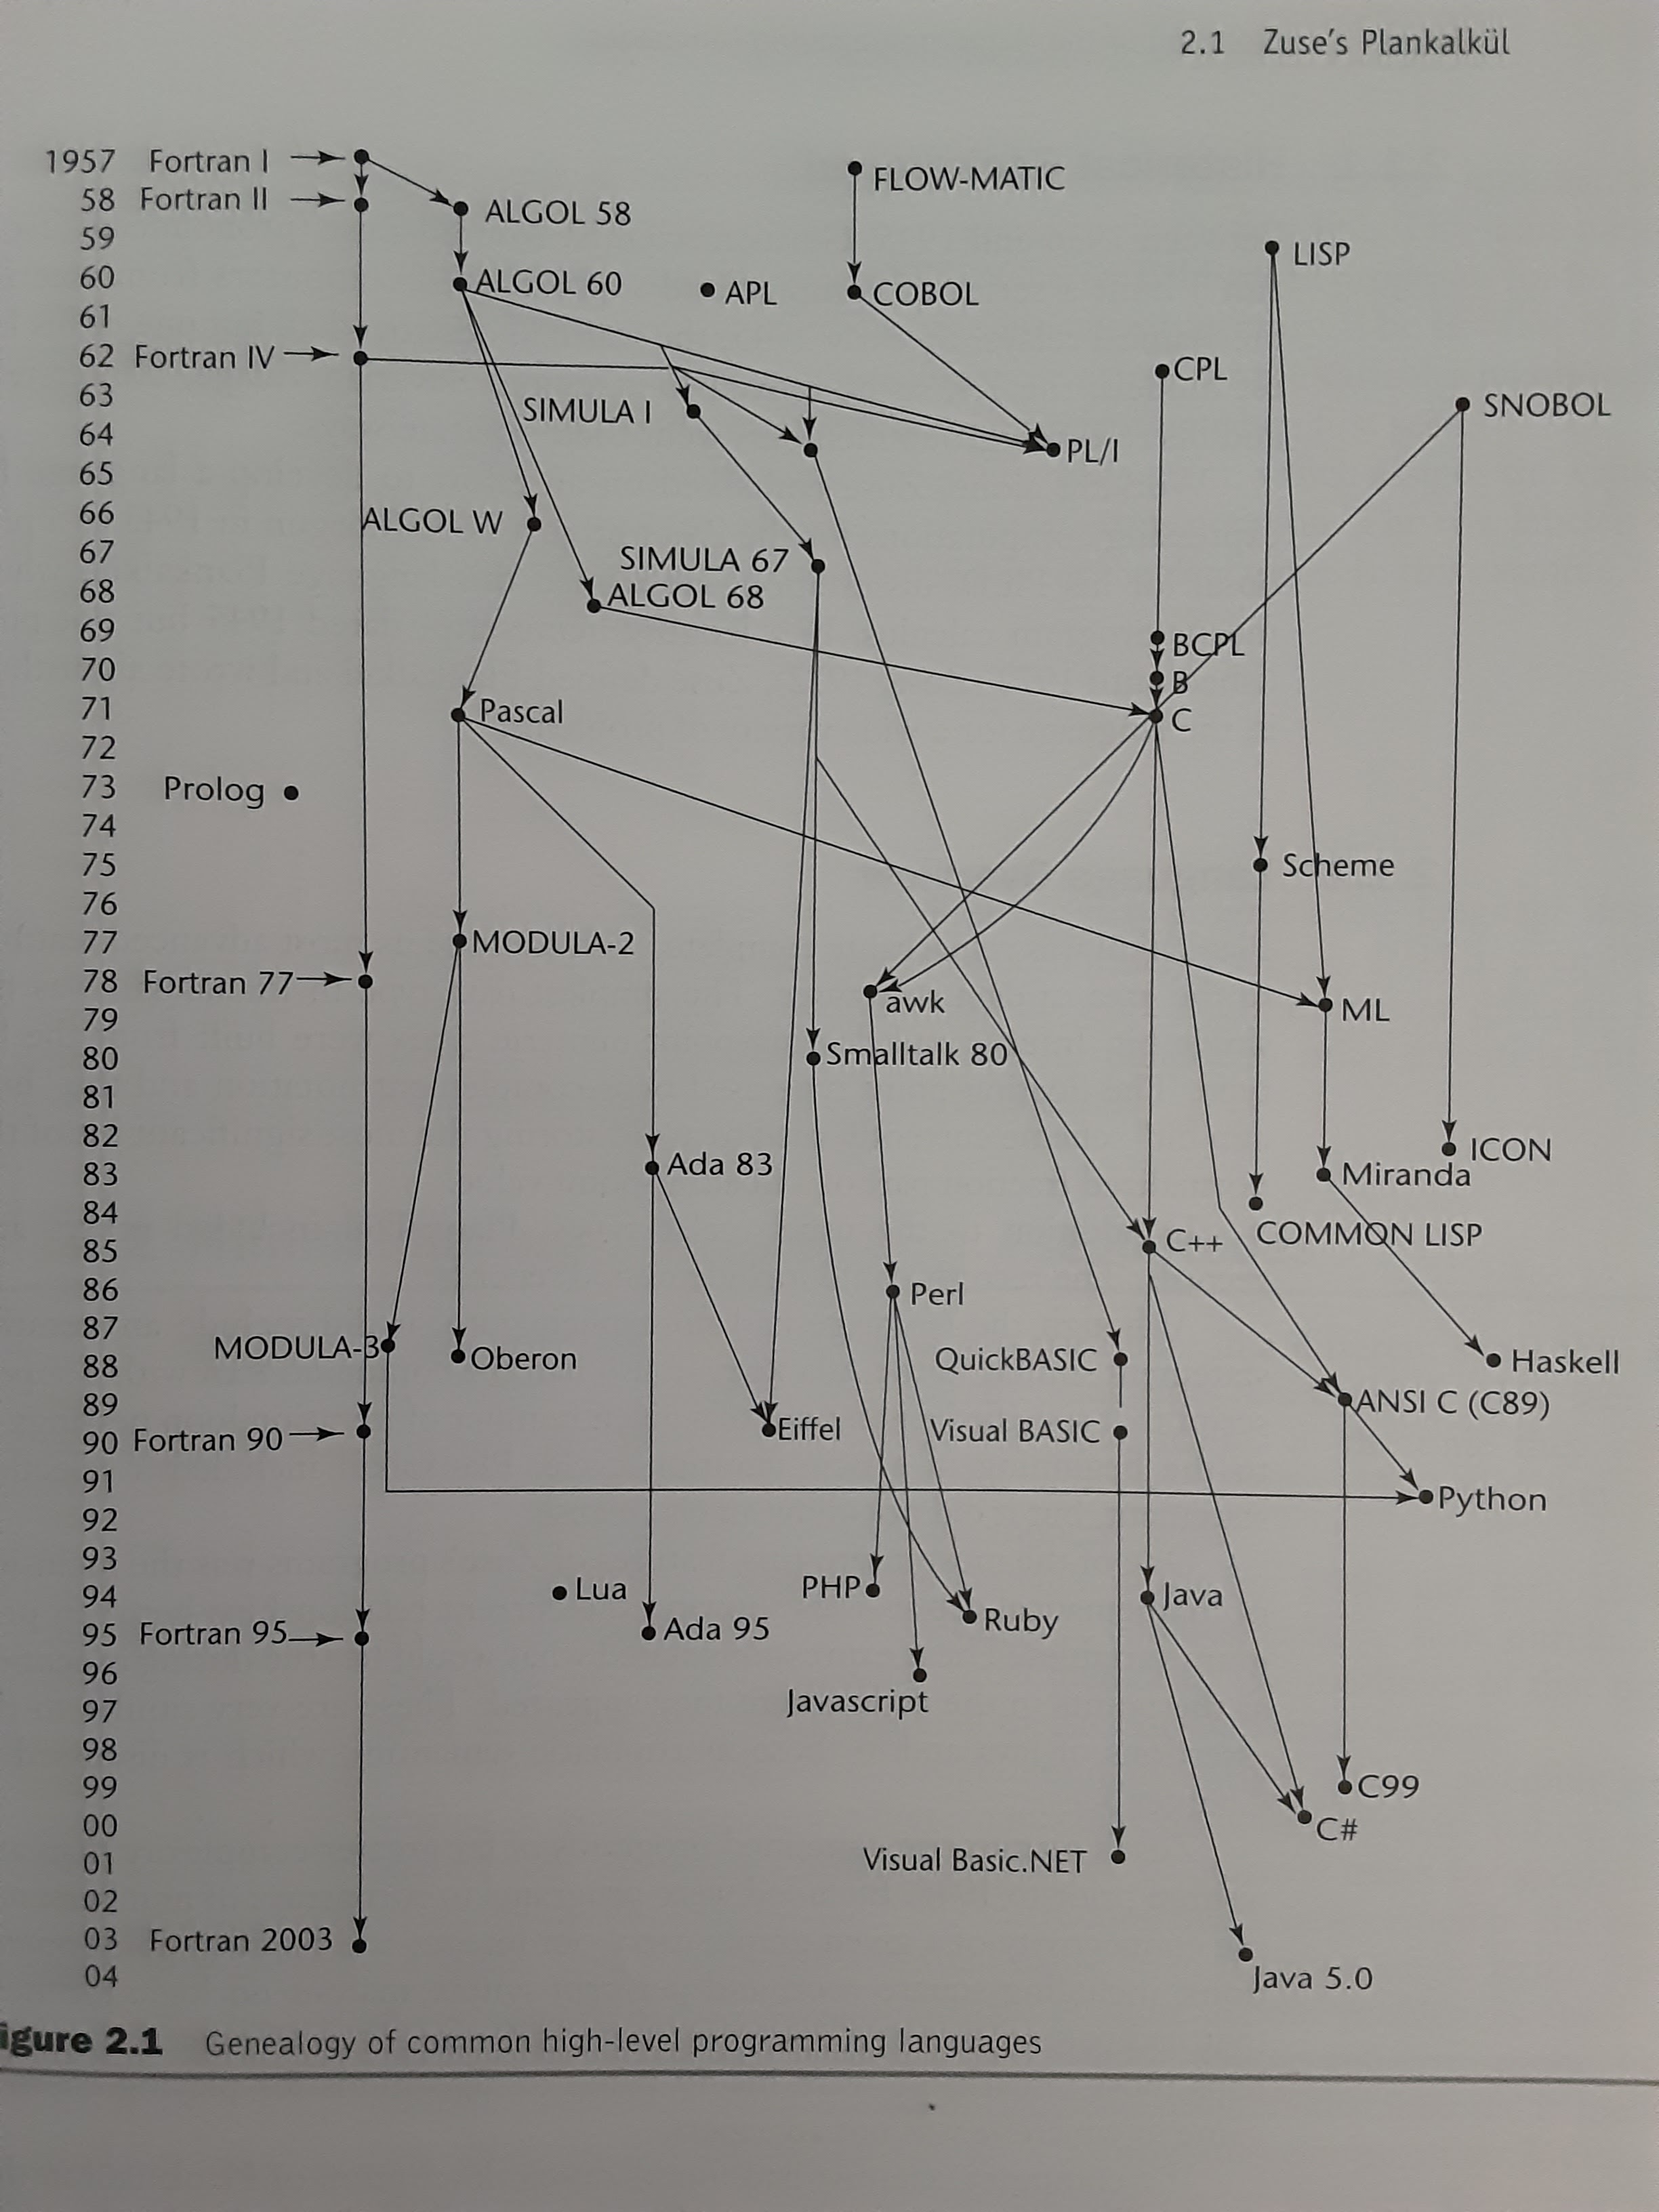 2.1 Zuse's Plankalkül
1957 Fortran I
FLOW-MATIC
58 Fortran II
ALGOL 58
59
LISP
60
ALGOL 60
APL
COBOL
61
62 Fortran IV
CPL
63
SIMULA I
SNOBOL
64
PL/I
65
66
ALGOL W
67
SIMULA 67
68
ALGOL 68
69
BCPL
70
B
71
Pascal
C
72
73
Prolog
74
75
Scheme
76
77
MODULA-2
78 Fortran 77
awk
ML
79
80
Smalltalk 80
81
82
ICON
83
Ada 83
Miranda
84
COMMON LISP
85
C++
86
Perl
87
MODULA-3
88
Oberon
QuickBASIC
Haskell
89
ANSI C (C89)
90 Fortran 90
Eiffel
Visual BASIC
91
Python
92
93
94
Lua
PHP
Java
Ruby
95 Fortran 95
Ada 95
96
Javascript
97
98
99
C99
00
C#
01
Visual Basic.NET
02
03 Fortran 2003
04
Java 5.0
igure 2.1 Genealogy of common high-level programming languages